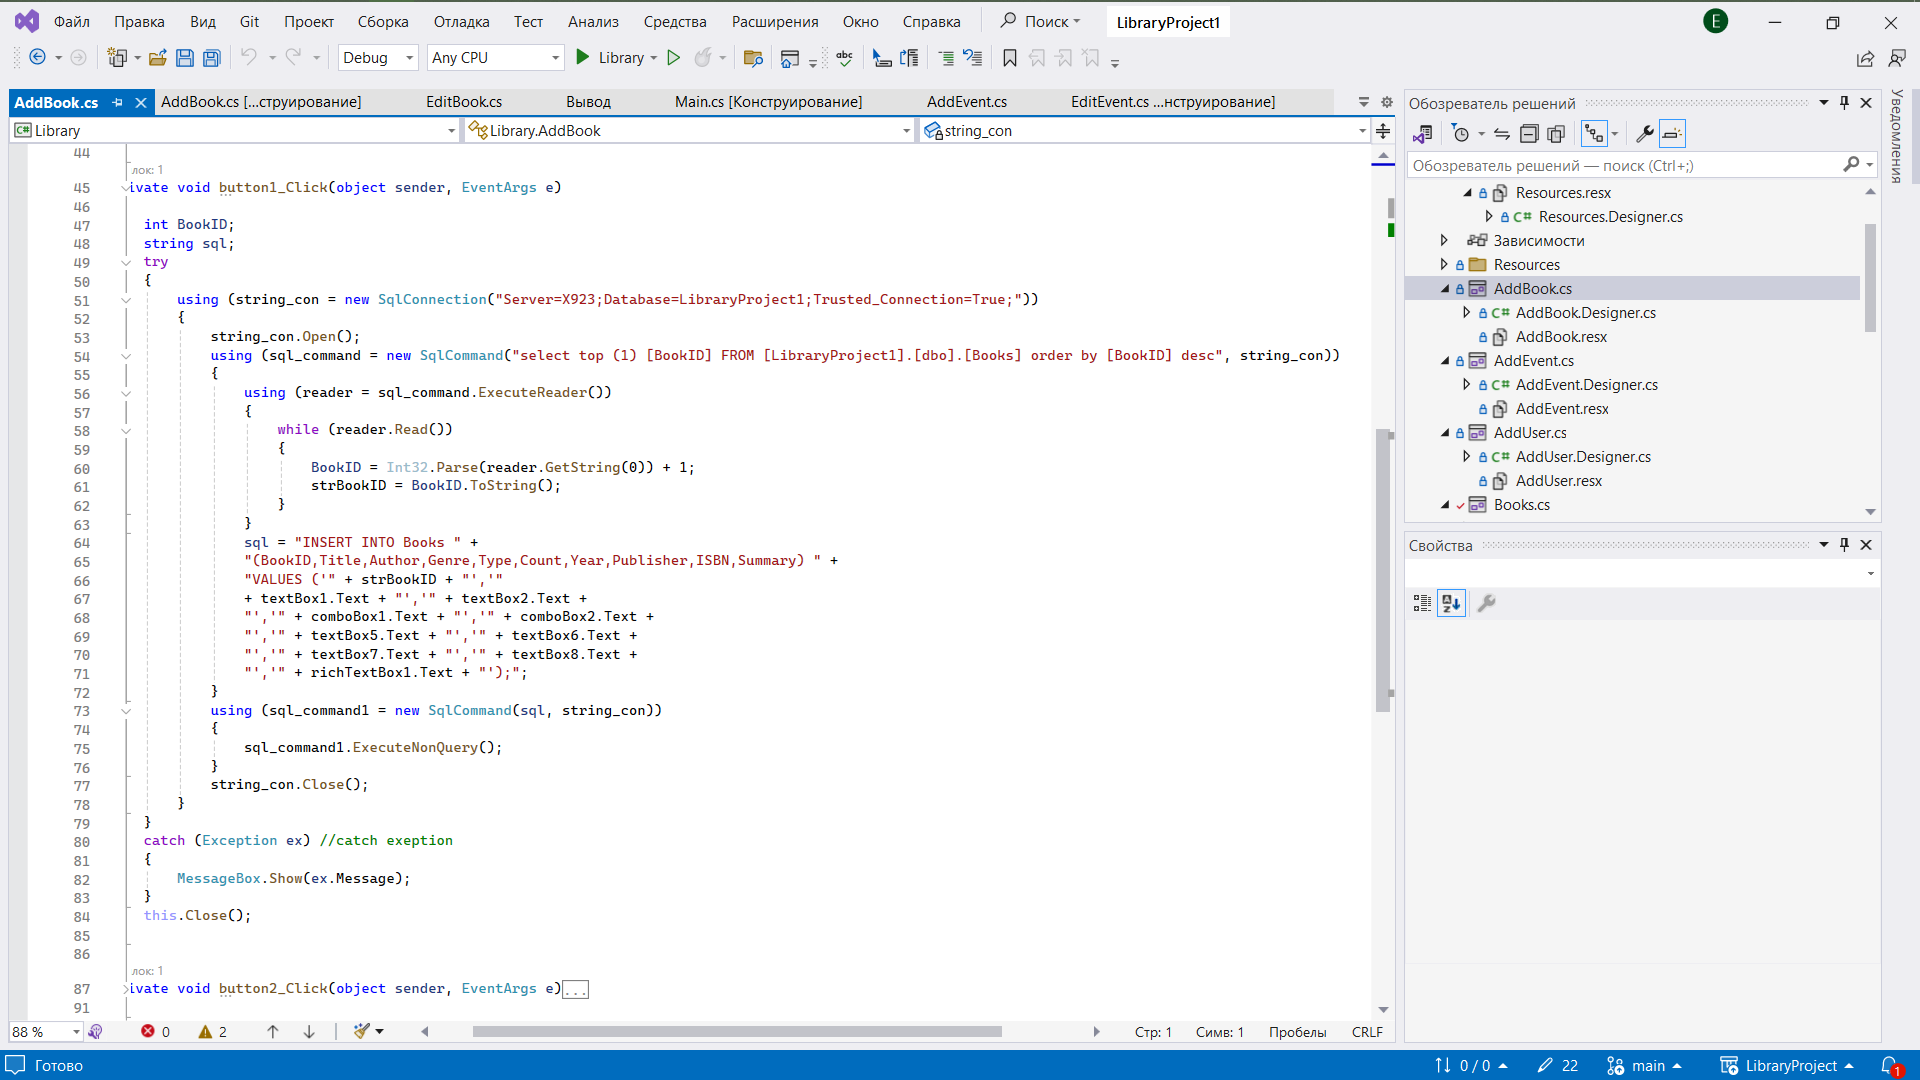 Файл Правка Вид Git Проект Сборка Отладка Тест Анализ Средства Расширения Окно Справка Поиск LibraryProject1 E
Debug Any CPU Library abc
AddBook.cs AddBook.cs [...струирование] EditBook.cs Вывод Main.cs [Конструирование] AddEvent.cs EditEvent.cs ...нструирование]
Library Library.AddBook string_con
44
лок: 1
45 ivate void button1_Click(object sender, EventArgs e)
46
47 int BookID;
48 string sql;
49 try
50 {
51 using (string_con = new SqlConnection("Server=X923;Database=LibraryProject1;Trusted_Connection=True;"))
52 {
53 string_con.Open();
54 using (sql_command = new SqlCommand("select top (1) [BookID] FROM [LibraryProject1].[dbo].[Books] order by [BookID] desc", string_con))
55 {
56 using (reader = sql_command.ExecuteReader())
57 {
58 while (reader.Read())
59 {
60 BookID = Int32.Parse(reader.GetString(0)) + 1;
61 strBookID = BookID.ToString();
62 }
63 }
64 sql = "INSERT INTO Books " +
65 "(BookID,Title,Author,Genre,Type,Count,Year,Publisher,ISBN,Summary) " +
66 "VALUES ('" + strBookID + "','"
67 + textBox1.Text + "','" + textBox2.Text +
68 "','" + comboBox1.Text + "','" + comboBox2.Text +
69 "','" + textBox5.Text + "','" + textBox6.Text +
70 "','" + textBox7.Text + "','" + textBox8.Text +
71 "','" + richTextBox1.Text + "');";
72 }
73 using (sql_command1 = new SqlCommand(sql, string_con))
74 {
75 sql_command1.ExecuteNonQuery();
76 }
77 string_con.Close();
78 }
79 }
80 catch (Exception ex) //catch exeption
81 {
82 MessageBox.Show(ex.Message);
83 }
84 this.Close();
85
86
лок: 1
87 ivate void button2_Click(object sender, EventArgs e)...
91
88 % 0 2 Стр: 1 Симв: 1 Пробелы CRLF
Обозреватель решений
Обозреватель решений — поиск (Ctrl+;)
Resources.resx
C# Resources.Designer.cs
Зависимости
Resources
AddBook.cs
C# AddBook.Designer.cs
AddBook.resx
AddEvent.cs
C# AddEvent.Designer.cs
AddEvent.resx
AddUser.cs
C# AddUser.Designer.cs
AddUser.resx
Books.cs
Свойства
Уведомления
Готово 0 / 0 22 main LibraryProject 1